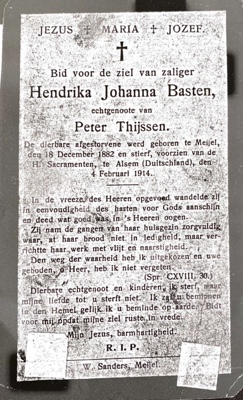 JEZUS † MARIA † JOZEF.
†
Bid voor de ziel van zaliger
Hendrika Johanna Basten,
echtgenoote van
Peter Thijssen.
De dierbare afgestorvene werd geboren te Meijel,
den 18 December 1882 en stierf, voorzien van de
H. Sacramenten, te Alsem (Duitschland), den
4 Februari 1914.
In de vreeze des Heeren opgevoed wandelde zij
in eenvoudigheid des harten voor Gods aanschijn
en deed wat goed was in 's Heeren oogen.
Zij nam de gangen van haar huisgezin zorgvuldig
waar, at haar brood niet in ledigheid, maar ver-
richtte haar werk met vlijt en naarstigheid.
Den weg der waarheid heb ik uitgekozen en uwe
geboden, o Heer, heb ik niet vergeten.
(Spr. CXVIII, 30.)
Dierbare echtgenoot en kinderen, ik sterf, maar
mijne liefde tot u sterft niet. Ik zal u beminnen
in den Hemel gelijk ik u beminde op aarde. Bidt
voor mij opdat mijne ziel ruste in vrede.
Mijn Jezus, barmhartigheid.
R. I. P.
W. Sanders, Meijel.